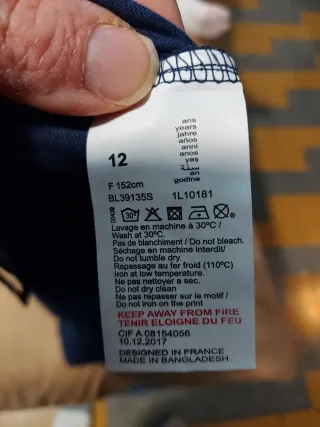 ans
years
jahre
años
anni
anos
yaş
سنة
an
godina
12
F 152cm
BL39135S 1L10181
00439
30°
Lavage en machine à 30°C/
Wash at 30°C.
Pas de blanchiment / Do not bleach.
Séchage en machine interdit/
Do not tumble dry.
Repassage au fer froid (110°C)
Iron at low temperature.
Ne pas nettoyer a sec.
Do not dry clean
Ne pas repasser sur le motif /
Do not iron on the print
KEEP AWAY FROM FIRE
TENIR ELOIGNE DU FEU
CIF A 08154056
10.12.2017
DESIGNED IN FRANCE
MADE IN BANGLADESH